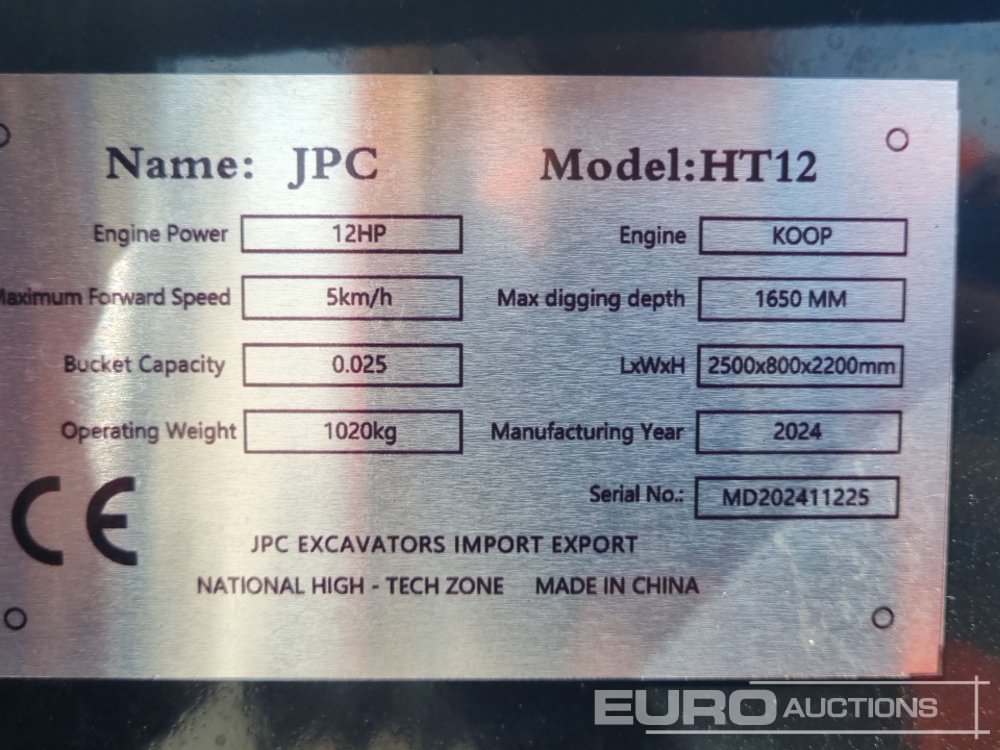 Name: JPC Model:HT12
Engine Power 12HP Engine KOOP
Maximum Forward Speed 5km/h Max digging depth 1650 MM
Bucket Capacity 0.025 LxWxH 2500x800x2200mm
Operating Weight 1020kg Manufacturing Year 2024
Serial No.: MD202411225
CE
JPC EXCAVATORS IMPORT EXPORT
NATIONAL HIGH - TECH ZONE MADE IN CHINA
EURO AUCTIONS